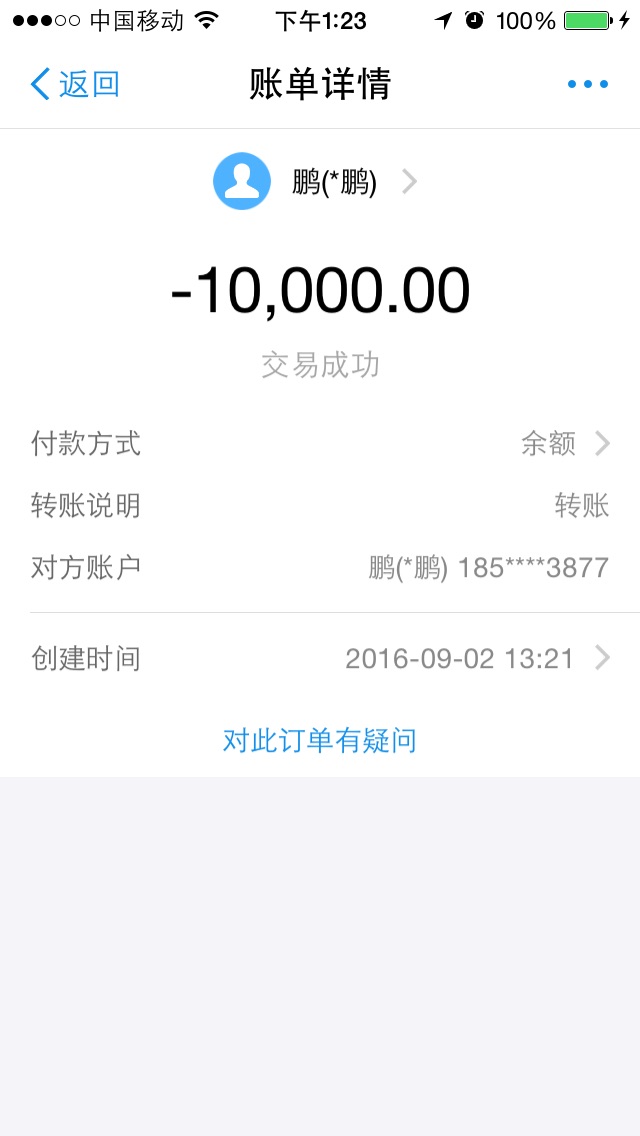 中国移动 下午1:23 100%
返回 账单详情
鹏(*鹏)
-10,000.00
交易成功
付款方式 余额
转账说明 转账
对方账户 鹏(*鹏) 185****3877
创建时间 2016-09-02 13:21
对此订单有疑问